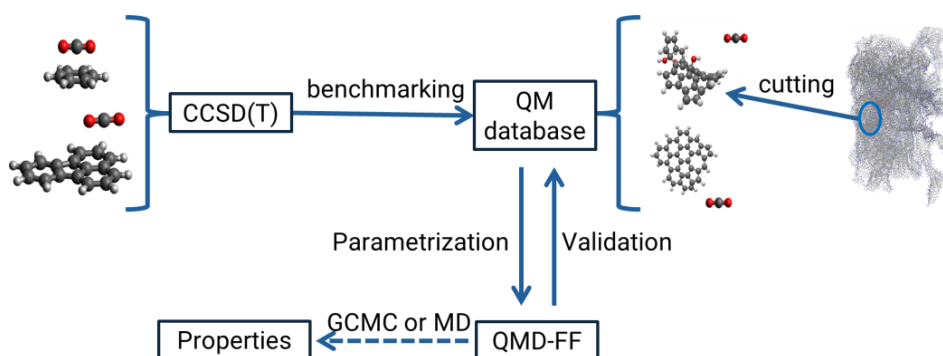 benchmarking
cutting
CCSD(T)
QM
database
Parametrization
Validation
GCMC or MD
Properties
QMD-FF